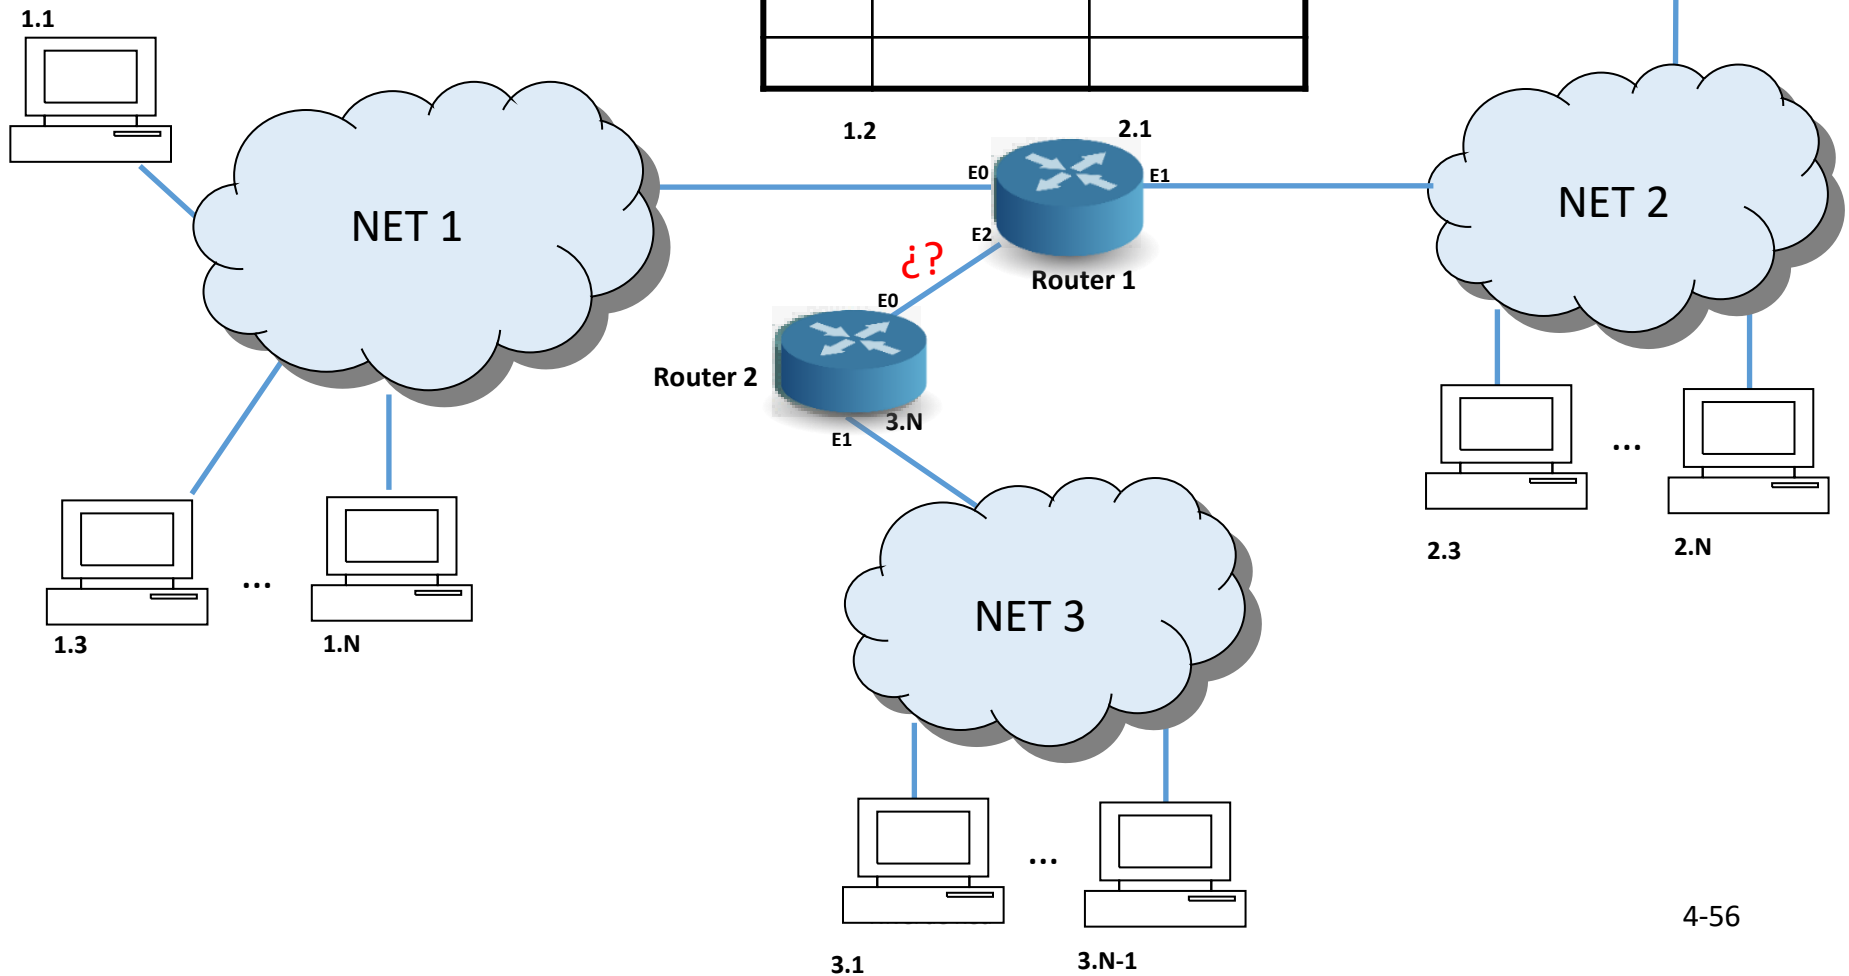 1.1
1.2
2.1
E0
E1
NET 1
NET 2
E2
¿?
Router 1
E0
Router 2
3.N
E1
...
2.3
2.N
...
1.3
1.N
NET 3
...
3.1
3.N-1
4-56